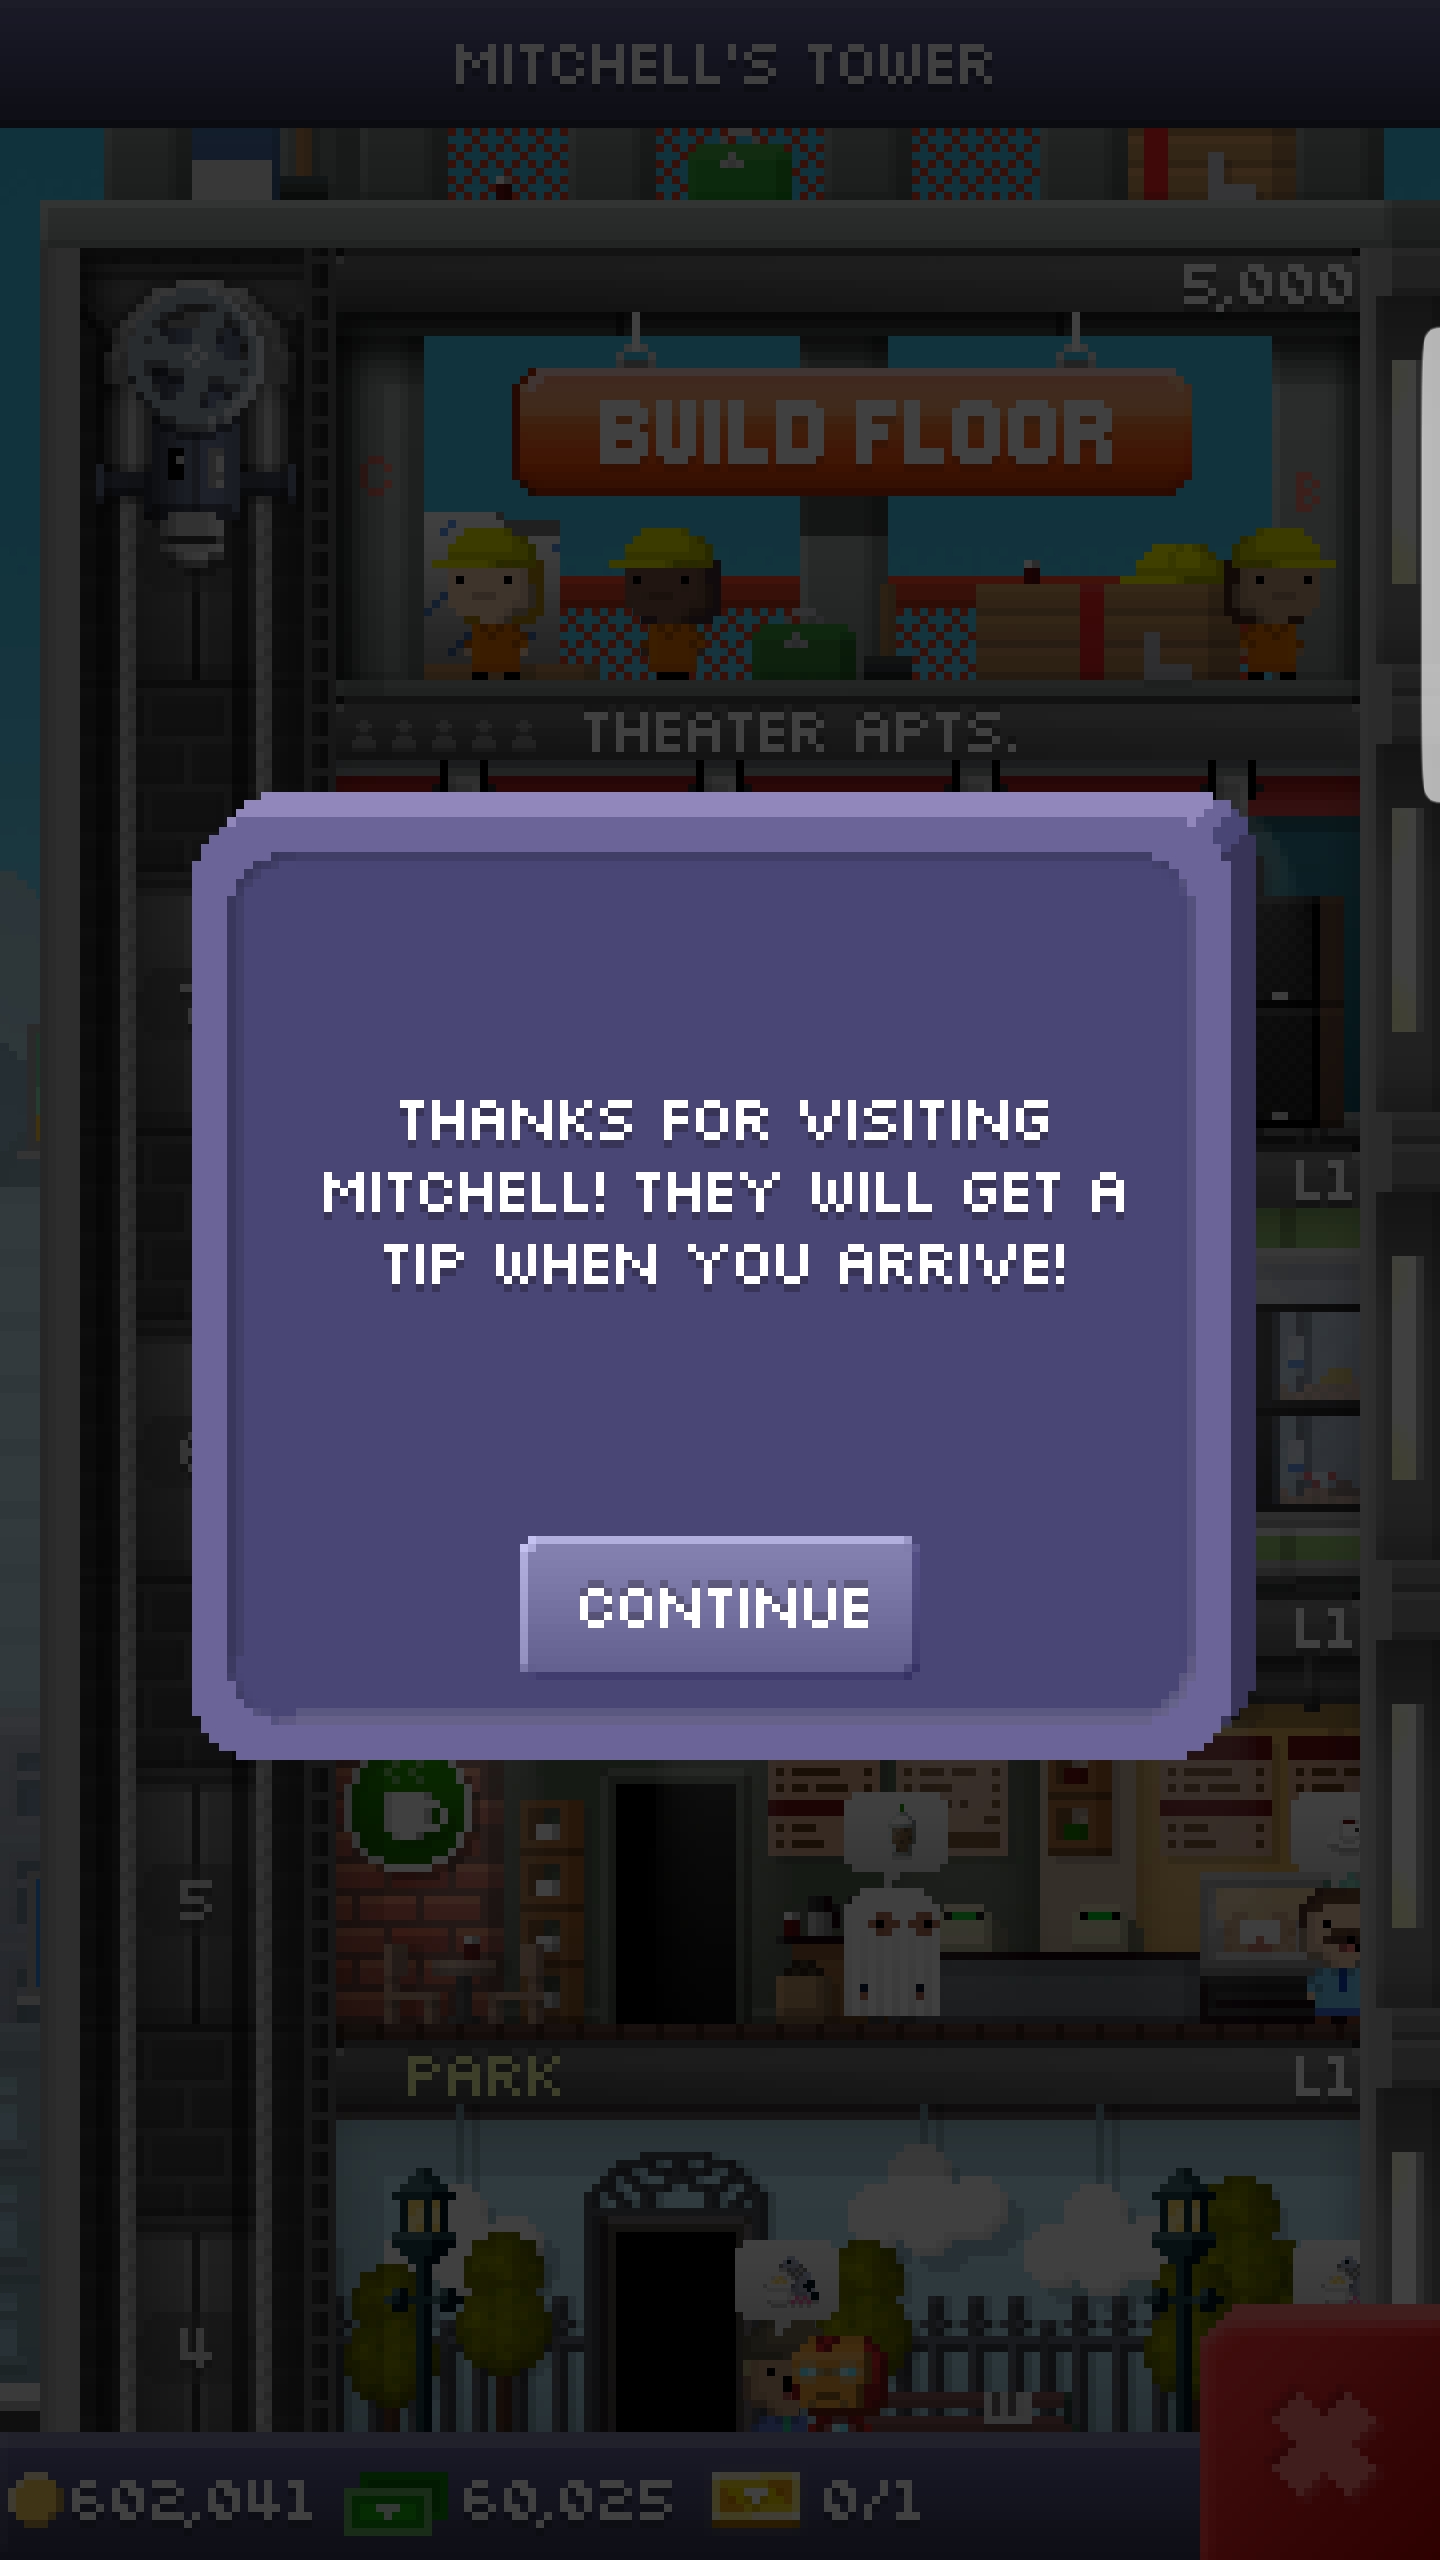 MITCHELL'S TOWER
5,000
BUILD FLOOR
C
B
THEATER APTS.
THANKS FOR VISITING
MITCHELL! THEY WILL GET A
TIP WHEN YOU ARRIVE!
L1
CONTINUE
L1
5
PARK
L1
4
602,041
60,025
0/1